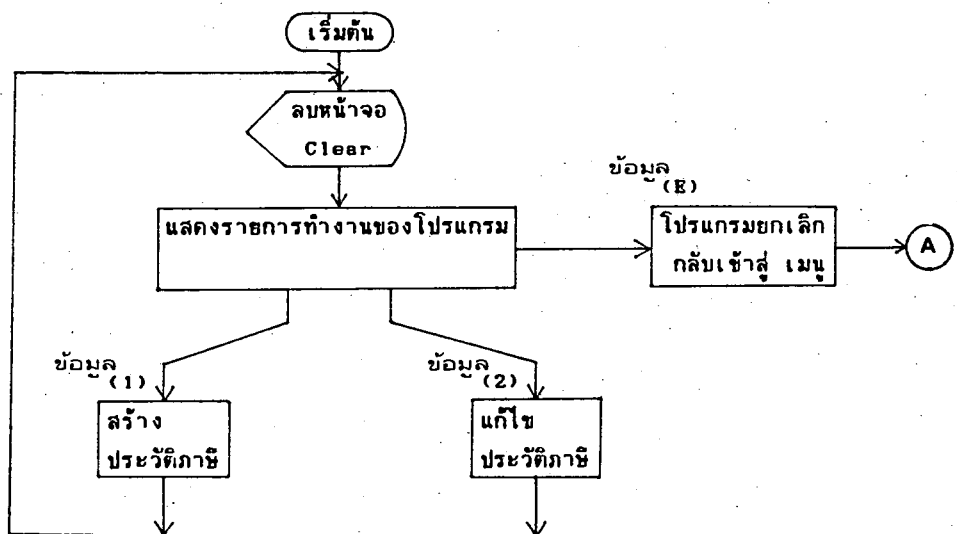 เริ่มต้น
ลบหน้าจอ
Clear
ข้อมูล
(E)
แสดงรายการทำงานของโปรแกรม
โปรแกรมยกเลิก
กลับเข้าสู่ เมนู
A
ข้อมูล
(1)
ข้อมูล
(2)
สร้าง
ประวัติภาษี
แก้ไข
ประวัติภาษี